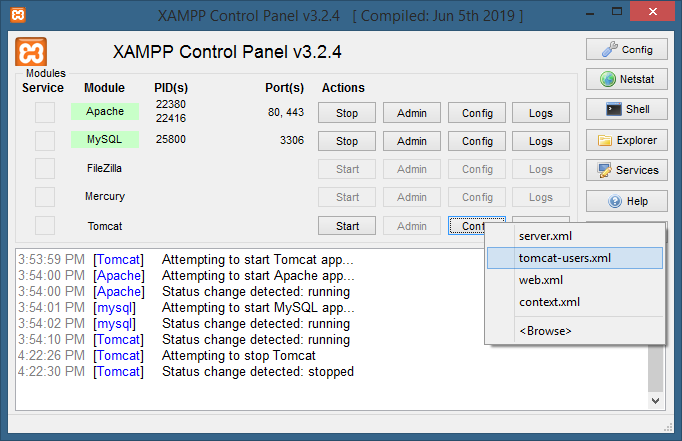 XAMPP Control Panel v3.2.4 [ Compiled: Jun 5th 2019 ]
XAMPP Control Panel v3.2.4
Config
Modules
Service Module PID(s) Port(s) Actions
Netstat
Apache 22380 22416 80, 443 Stop Admin Config Logs
Shell
MySQL 25800 3306 Stop Admin Config Logs
Explorer
FileZilla Start Admin Config Logs
Services
Mercury Start Admin Config Logs
Help
Tomcat Start Admin Conf Logs
server.xml
tomcat-users.xml
web.xml
context.xml
<Browse>
3:53:59 PM [Tomcat] Attempting to start Tomcat app...
3:54:00 PM [Apache] Attempting to start Apache app...
3:54:00 PM [Apache] Status change detected: running
3:54:01 PM [mysql] Attempting to start MySQL app...
3:54:02 PM [mysql] Status change detected: running
3:54:10 PM [Tomcat] Status change detected: running
4:22:26 PM [Tomcat] Attempting to stop Tomcat
4:22:30 PM [Tomcat] Status change detected: stopped